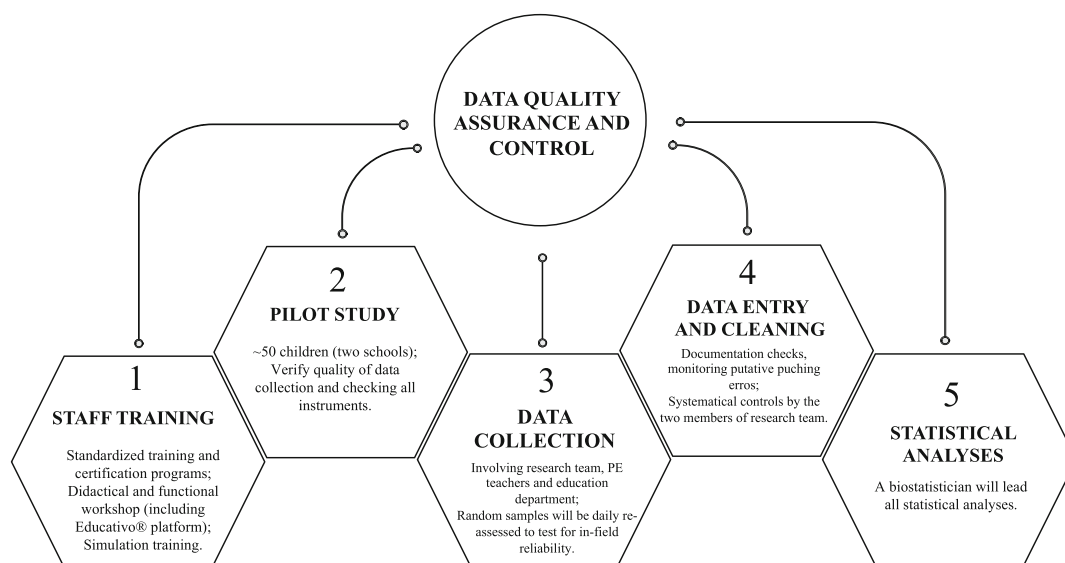 DATA QUALITY
ASSURANCE AND
CONTROL
1
STAFF TRAINING
Standardized training and
certification programs;
Didactical and functional
workshop (including
Educativo® platform);
Simulation training.
2
PILOT STUDY
~50 children (two schools);
Verify quality of data
collection and checking all
instruments.
3
DATA
COLLECTION
Involving research team, PE
teachers and education
department;
Random samples will be daily re-
assessed to test for in-field
reliability.
4
DATA ENTRY
AND CLEANING
Documentation checks,
monitoring putative puching
erros;
Systematical controls by the
two members of research team.
5
STATISTICAL
ANALYSES
A biostatistician will lead
all statistical analyses.